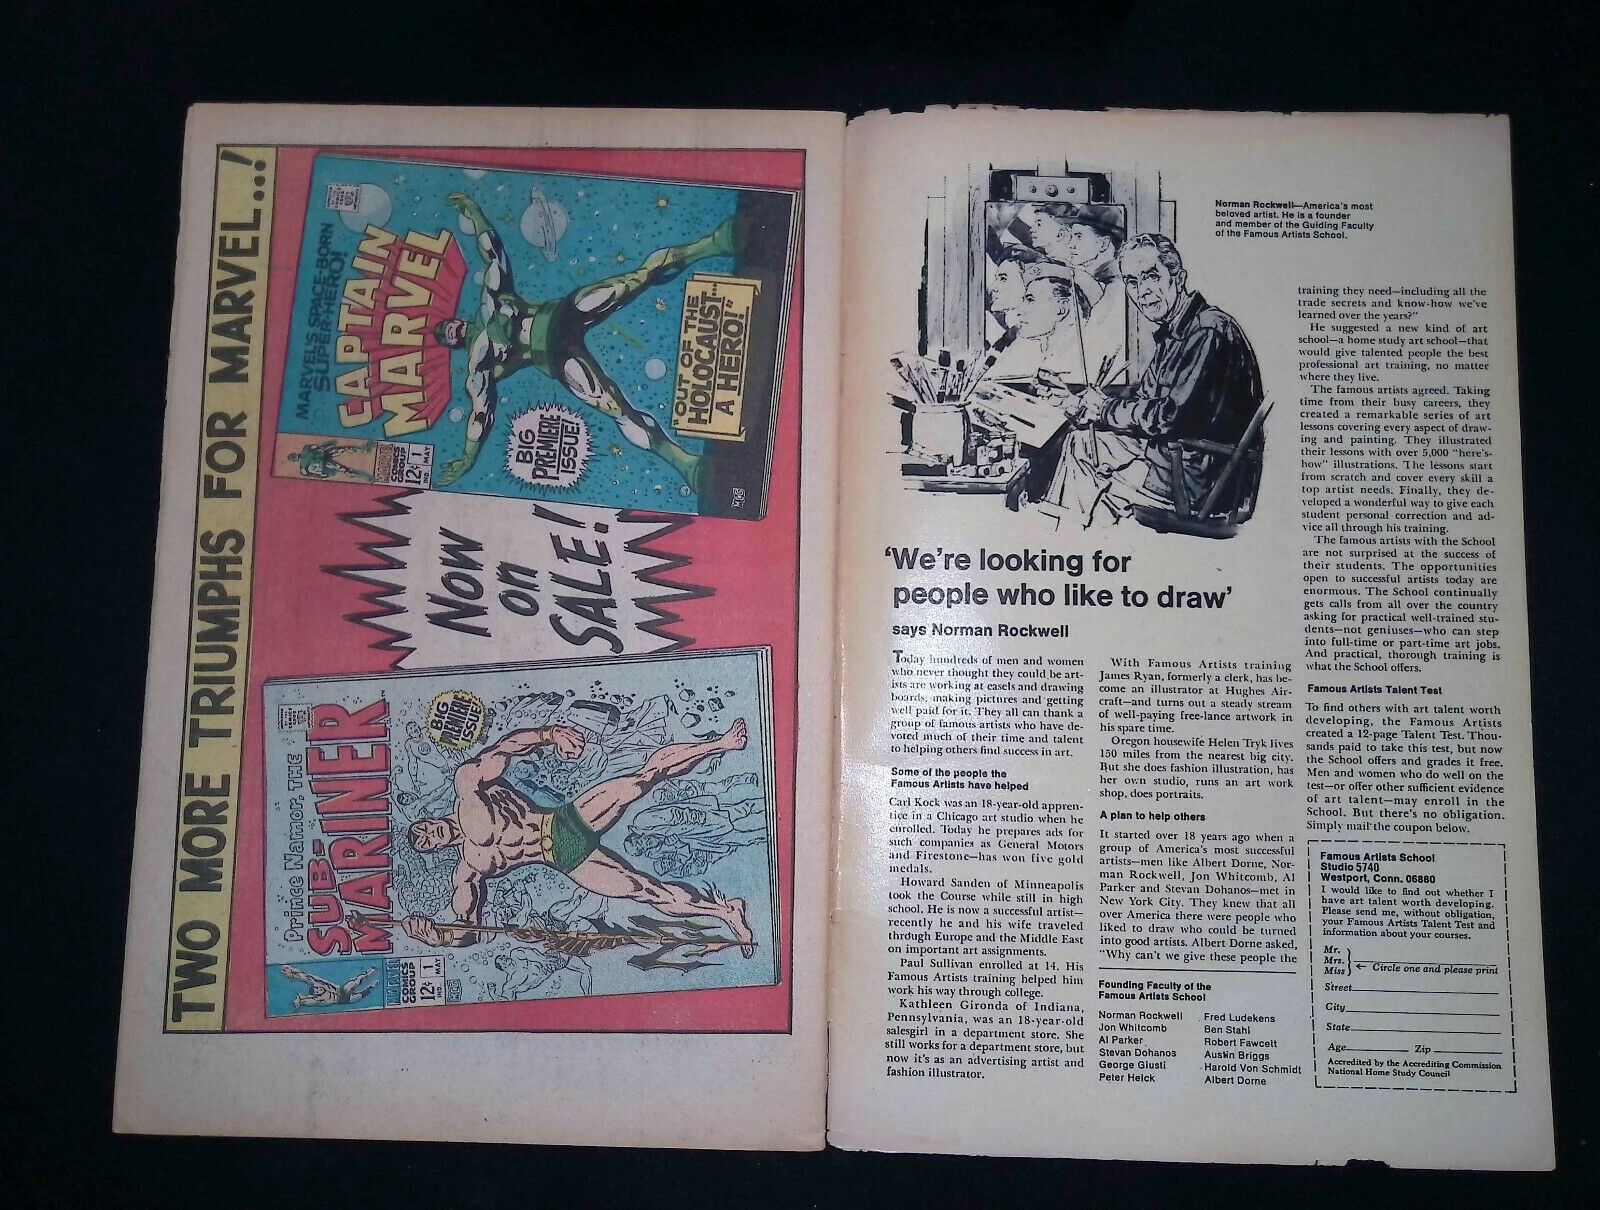 TWO MORE TRIUMPHS FOR MARVEL...!
MARVEL'S SPACE-BORN
SUPER-HERO!
CAPTAIN
MARVEL
MARVEL
COMICS
GROUP
12¢
IND.
1
MAY
BIG
PREMIERE
ISSUE!
"OUT OF THE
HOLOCAUST...
A HERO!"
MCG
NOW
ON
SALE!
Prince Namor, THE
SUB-
MARINER
BIG
PREMIERE
ISSUE!
MARVEL
COMICS
GROUP
12¢
IND.
1
MAY
MCG
Norman Rockwell—America's most
beloved artist. He is a founder
and member of the Guiding Faculty
of the Famous Artists School.
'We're looking for
people who like to draw'
says Norman Rockwell
Today hundreds of men and women
who never thought they could be art-
ists are working at easels and drawing
boards, making pictures and getting
well paid for it. They all can thank a
group of famous artists who have de-
voted much of their time and talent
to helping others find success in art.
Some of the people the
Famous Artists have helped
Carl Kock was an 18-year-old appren-
tice in a Chicago art studio when he
enrolled. Today he prepares ads for
such companies as General Motors
and Firestone—has won five gold
medals.
Howard Sanden of Minneapolis
took the Course while still in high
school. He is now a successful artist—
recently he and his wife traveled
through Europe and the Middle East
on important art assignments.
Paul Sullivan enrolled at 14. His
Famous Artists training helped him
work his way through college.
Kathleen Gironda of Indiana,
Pennsylvania, was an 18-year-old
salesgirl in a department store. She
still works for a department store, but
now it's as an advertising artist and
fashion illustrator.
With Famous Artists training
James Ryan, formerly a clerk, has be-
come an illustrator at Hughes Air-
craft—and turns out a steady stream
of well-paying free-lance artwork in
his spare time.
Oregon housewife Helen Tryk lives
150 miles from the nearest big city.
But she does fashion illustration, has
her own studio, runs an art work
shop, does portraits.
A plan to help others
It started over 18 years ago when a
group of America's most successful
artists—men like Albert Dorne, Nor-
man Rockwell, Jon Whitcomb, Al
Parker and Stevan Dohanos—met in
New York City. They knew that all
over America there were people who
liked to draw who could be turned
into good artists. Albert Dorne asked,
"Why can't we give these people the
Founding Faculty of the
Famous Artists School
Norman Rockwell Fred Ludekens
Jon Whitcomb Ben Stahl
Al Parker Robert Fawcett
Stevan Dohanos Austin Briggs
George Giusti Harold Von Schmidt
Peter Helck Albert Dorne
training they need—including all the
trade secrets and know-how we've
learned over the years?"
He suggested a new kind of art
school—a home study art school—that
would give talented people the best
professional art training, no matter
where they live.
The famous artists agreed. Taking
time from their busy careers, they
created a remarkable series of art
lessons covering every aspect of draw-
ing and painting. They illustrated
their lessons with over 5,000 "here's-
how" illustrations. The lessons start
from scratch and cover every skill a
top artist needs. Finally, they de-
veloped a wonderful way to give each
student personal correction and ad-
vice all through his training.
The famous artists with the School
are not surprised at the success of
their students. The opportunities
open to successful artists today are
enormous. The School continually
gets calls from all over the country
asking for practical well-trained stu-
dents—not geniuses—who can step
into full-time or part-time art jobs.
And practical, thorough training is
what the School offers.
Famous Artists Talent Test
To find others with art talent worth
developing, the Famous Artists
created a 12-page Talent Test. Thou-
sands paid to take this test, but now
the School offers and grades it free.
Men and women who do well on the
test—or offer other sufficient evidence
of art talent—may enroll in the
School. But there's no obligation.
Simply mail the coupon below.
Famous Artists School
Studio 5740
Westport, Conn. 06880
I would like to find out whether I
have art talent worth developing.
Please send me, without obligation,
your Famous Artists Talent Test and
information about your courses.
Mr.
Mrs.
Miss ← Circle one and please print
Street
City
State
Age Zip
Accredited by the Accrediting Commission
National Home Study Council